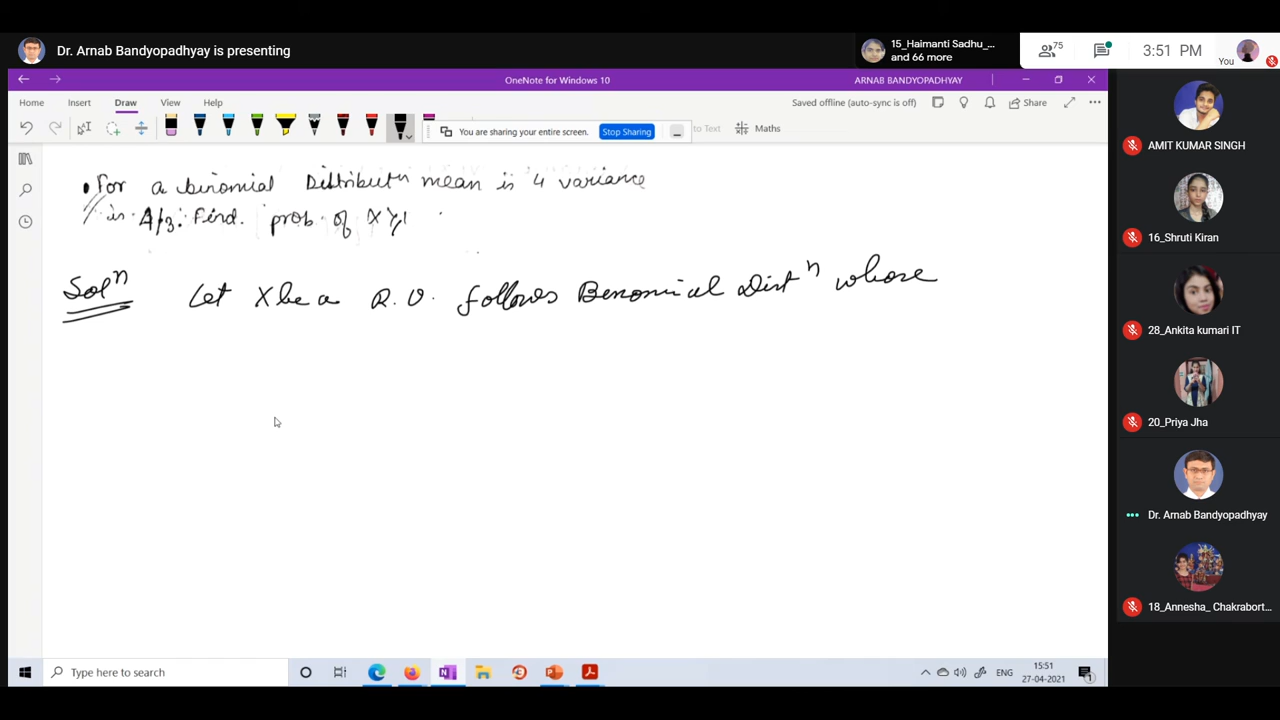 Dr. Arnab Bandyopadhyay is presenting
15_Haimanti Sadhu_...
and 66 more
75
3:51 PM
You
OneNote for Windows 10
ARNAB BANDYOPADHYAY
Home Insert Draw View Help
Saved offline (auto-sync is off)
Share
You are sharing your entire screen. Stop Sharing
to Text
Maths
• For a binomial Distributn mean is 4 variance
is 4/3. Find prob. of X ≥ 1
Solⁿ Let X be a R.V. follows Benomial Distⁿ whose
AMIT KUMAR SINGH
16_Shruti Kiran
28_Ankita kumari IT
20_Priya Jha
Dr. Arnab Bandyopadhyay
18_Annesha_ Chakrabort...
Type here to search
ENG
15:51
27-04-2021
1